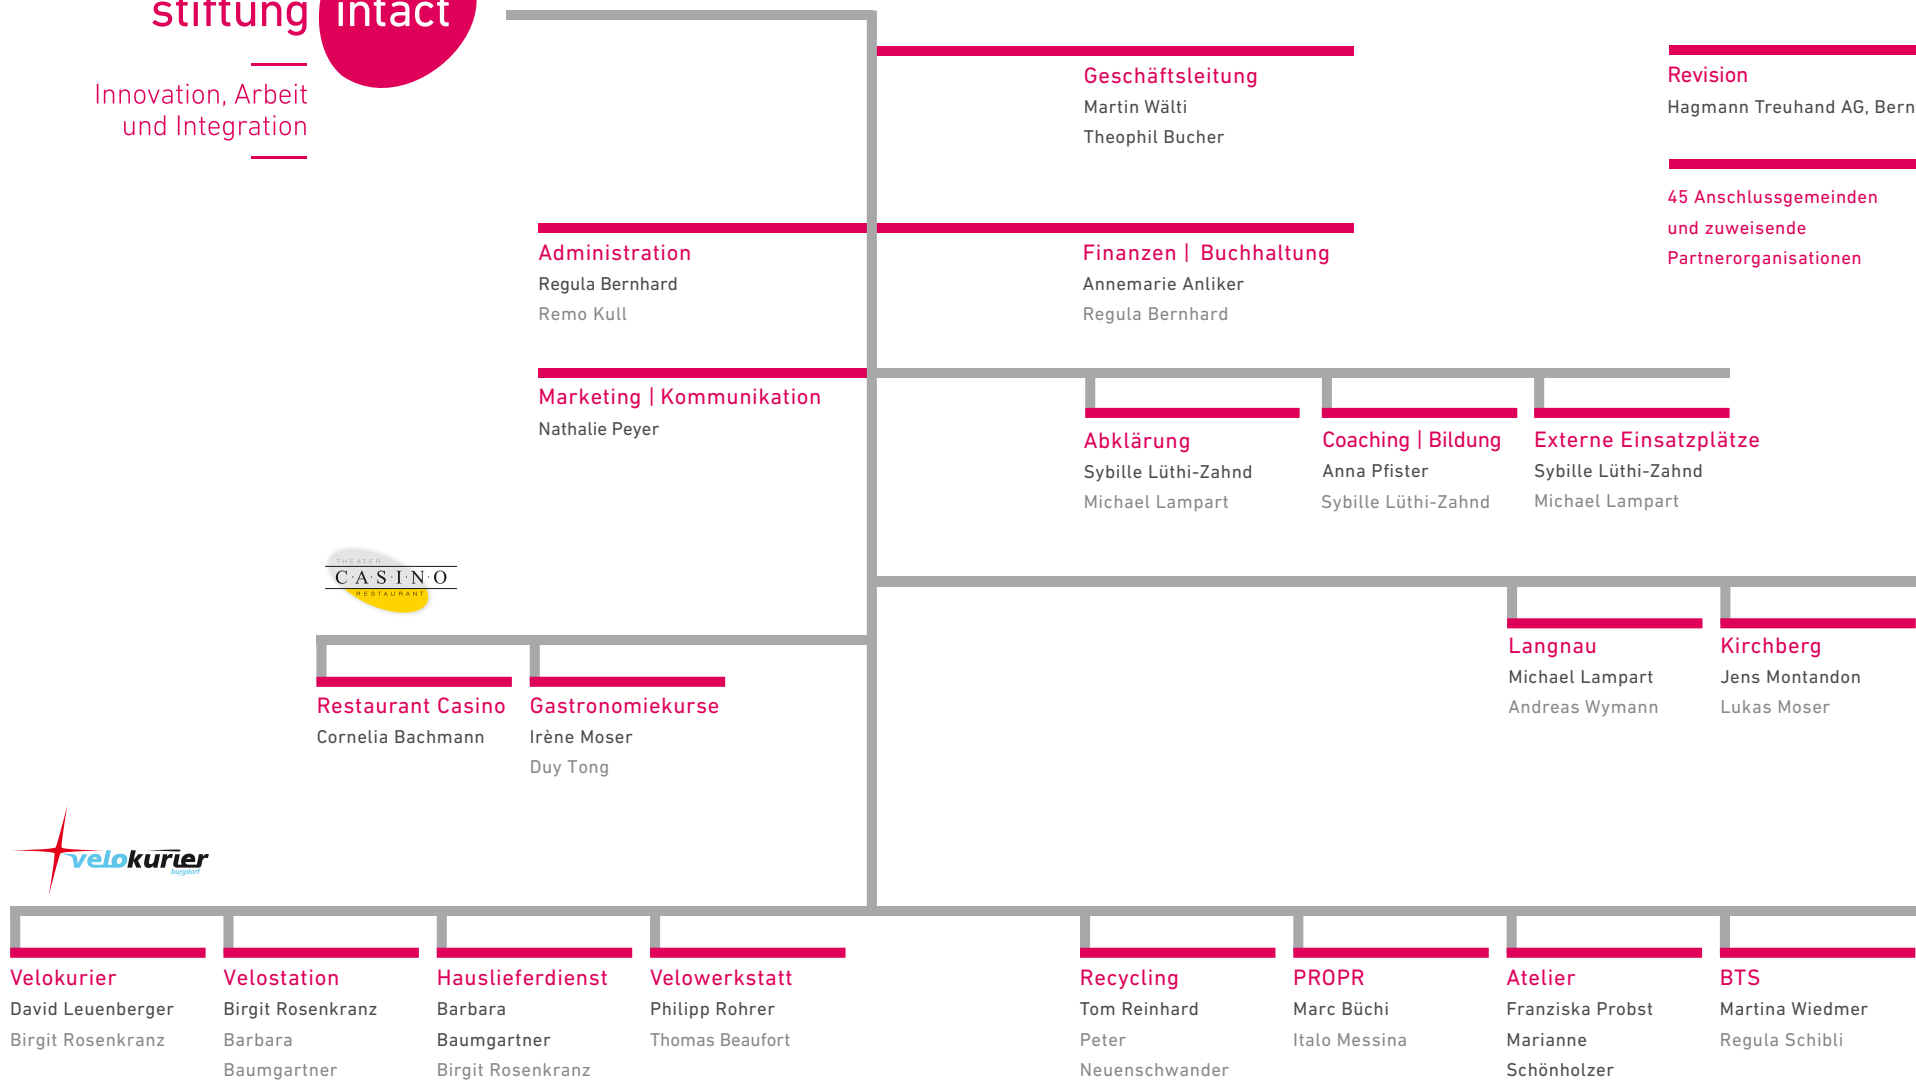 stiftung intact
Innovation, Arbeit
und Integration
Geschäftsleitung
Martin Wälti
Theophil Bucher
Revision
Hagmann Treuhand AG, Bern
45 Anschlussgemeinden
und zuweisende
Partnerorganisationen
Administration
Regula Bernhard
Remo Kull
Finanzen | Buchhaltung
Annemarie Anliker
Regula Bernhard
Marketing | Kommunikation
Nathalie Peyer
Abklärung
Sybille Lüthi-Zahnd
Michael Lampart
Coaching | Bildung
Anna Pfister
Sybille Lüthi-Zahnd
Externe Einsatzplätze
Sybille Lüthi-Zahnd
Michael Lampart
THEATER
C·A·S·I·N·O
RESTAURANT
Langnau
Michael Lampart
Andreas Wymann
Kirchberg
Jens Montandon
Lukas Moser
Restaurant Casino
Cornelia Bachmann
Gastronomiekurse
Irène Moser
Duy Tong
velokurier
burgdorf
Velokurier
David Leuenberger
Birgit Rosenkranz
Velostation
Birgit Rosenkranz
Barbara
Baumgartner
Hauslieferdienst
Barbara
Baumgartner
Birgit Rosenkranz
Velowerkstatt
Philipp Rohrer
Thomas Beaufort
Recycling
Tom Reinhard
Peter
Neuenschwander
PROPR
Marc Büchi
Italo Messina
Atelier
Franziska Probst
Marianne
Schönholzer
BTS
Martina Wiedmer
Regula Schibli